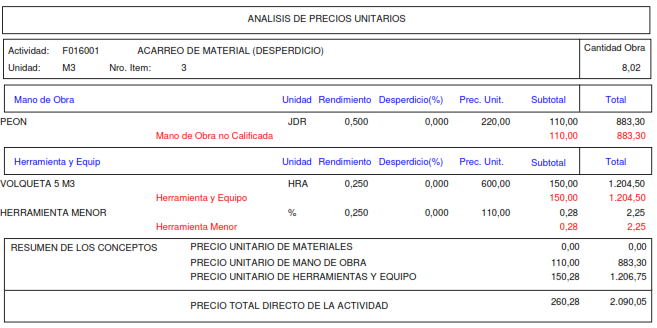 ANALISIS DE PRECIOS UNITARIOS
Actividad: F016001 ACARREO DE MATERIAL (DESPERDICIO) Cantidad Obra
Unidad: M3 Nro. Item: 3 8,02
Mano de Obra Unidad Rendimiento Desperdicio(%) Prec. Unit. Subtotal Total
PEON JDR 0,500 0,000 220,00 110,00 883,30
Mano de Obra no Calificada 110,00 883,30
Herramienta y Equip Unidad Rendimiento Desperdicio(%) Prec. Unit. Subtotal Total
VOLQUETA 5 M3 HRA 0,250 0,000 600,00 150,00 1.204,50
Herramienta y Equipo 150,00 1.204,50
HERRAMIENTA MENOR % 0,250 0,000 110,00 0,28 2,25
Herramienta Menor 0,28 2,25
RESUMEN DE LOS CONCEPTOS PRECIO UNITARIO DE MATERIALES 0,00 0,00
PRECIO UNITARIO DE MANO DE OBRA 110,00 883,30
PRECIO UNITARIO DE HERRAMIENTAS Y EQUIPO 150,28 1.206,75
PRECIO TOTAL DIRECTO DE LA ACTIVIDAD 260,28 2.090,05